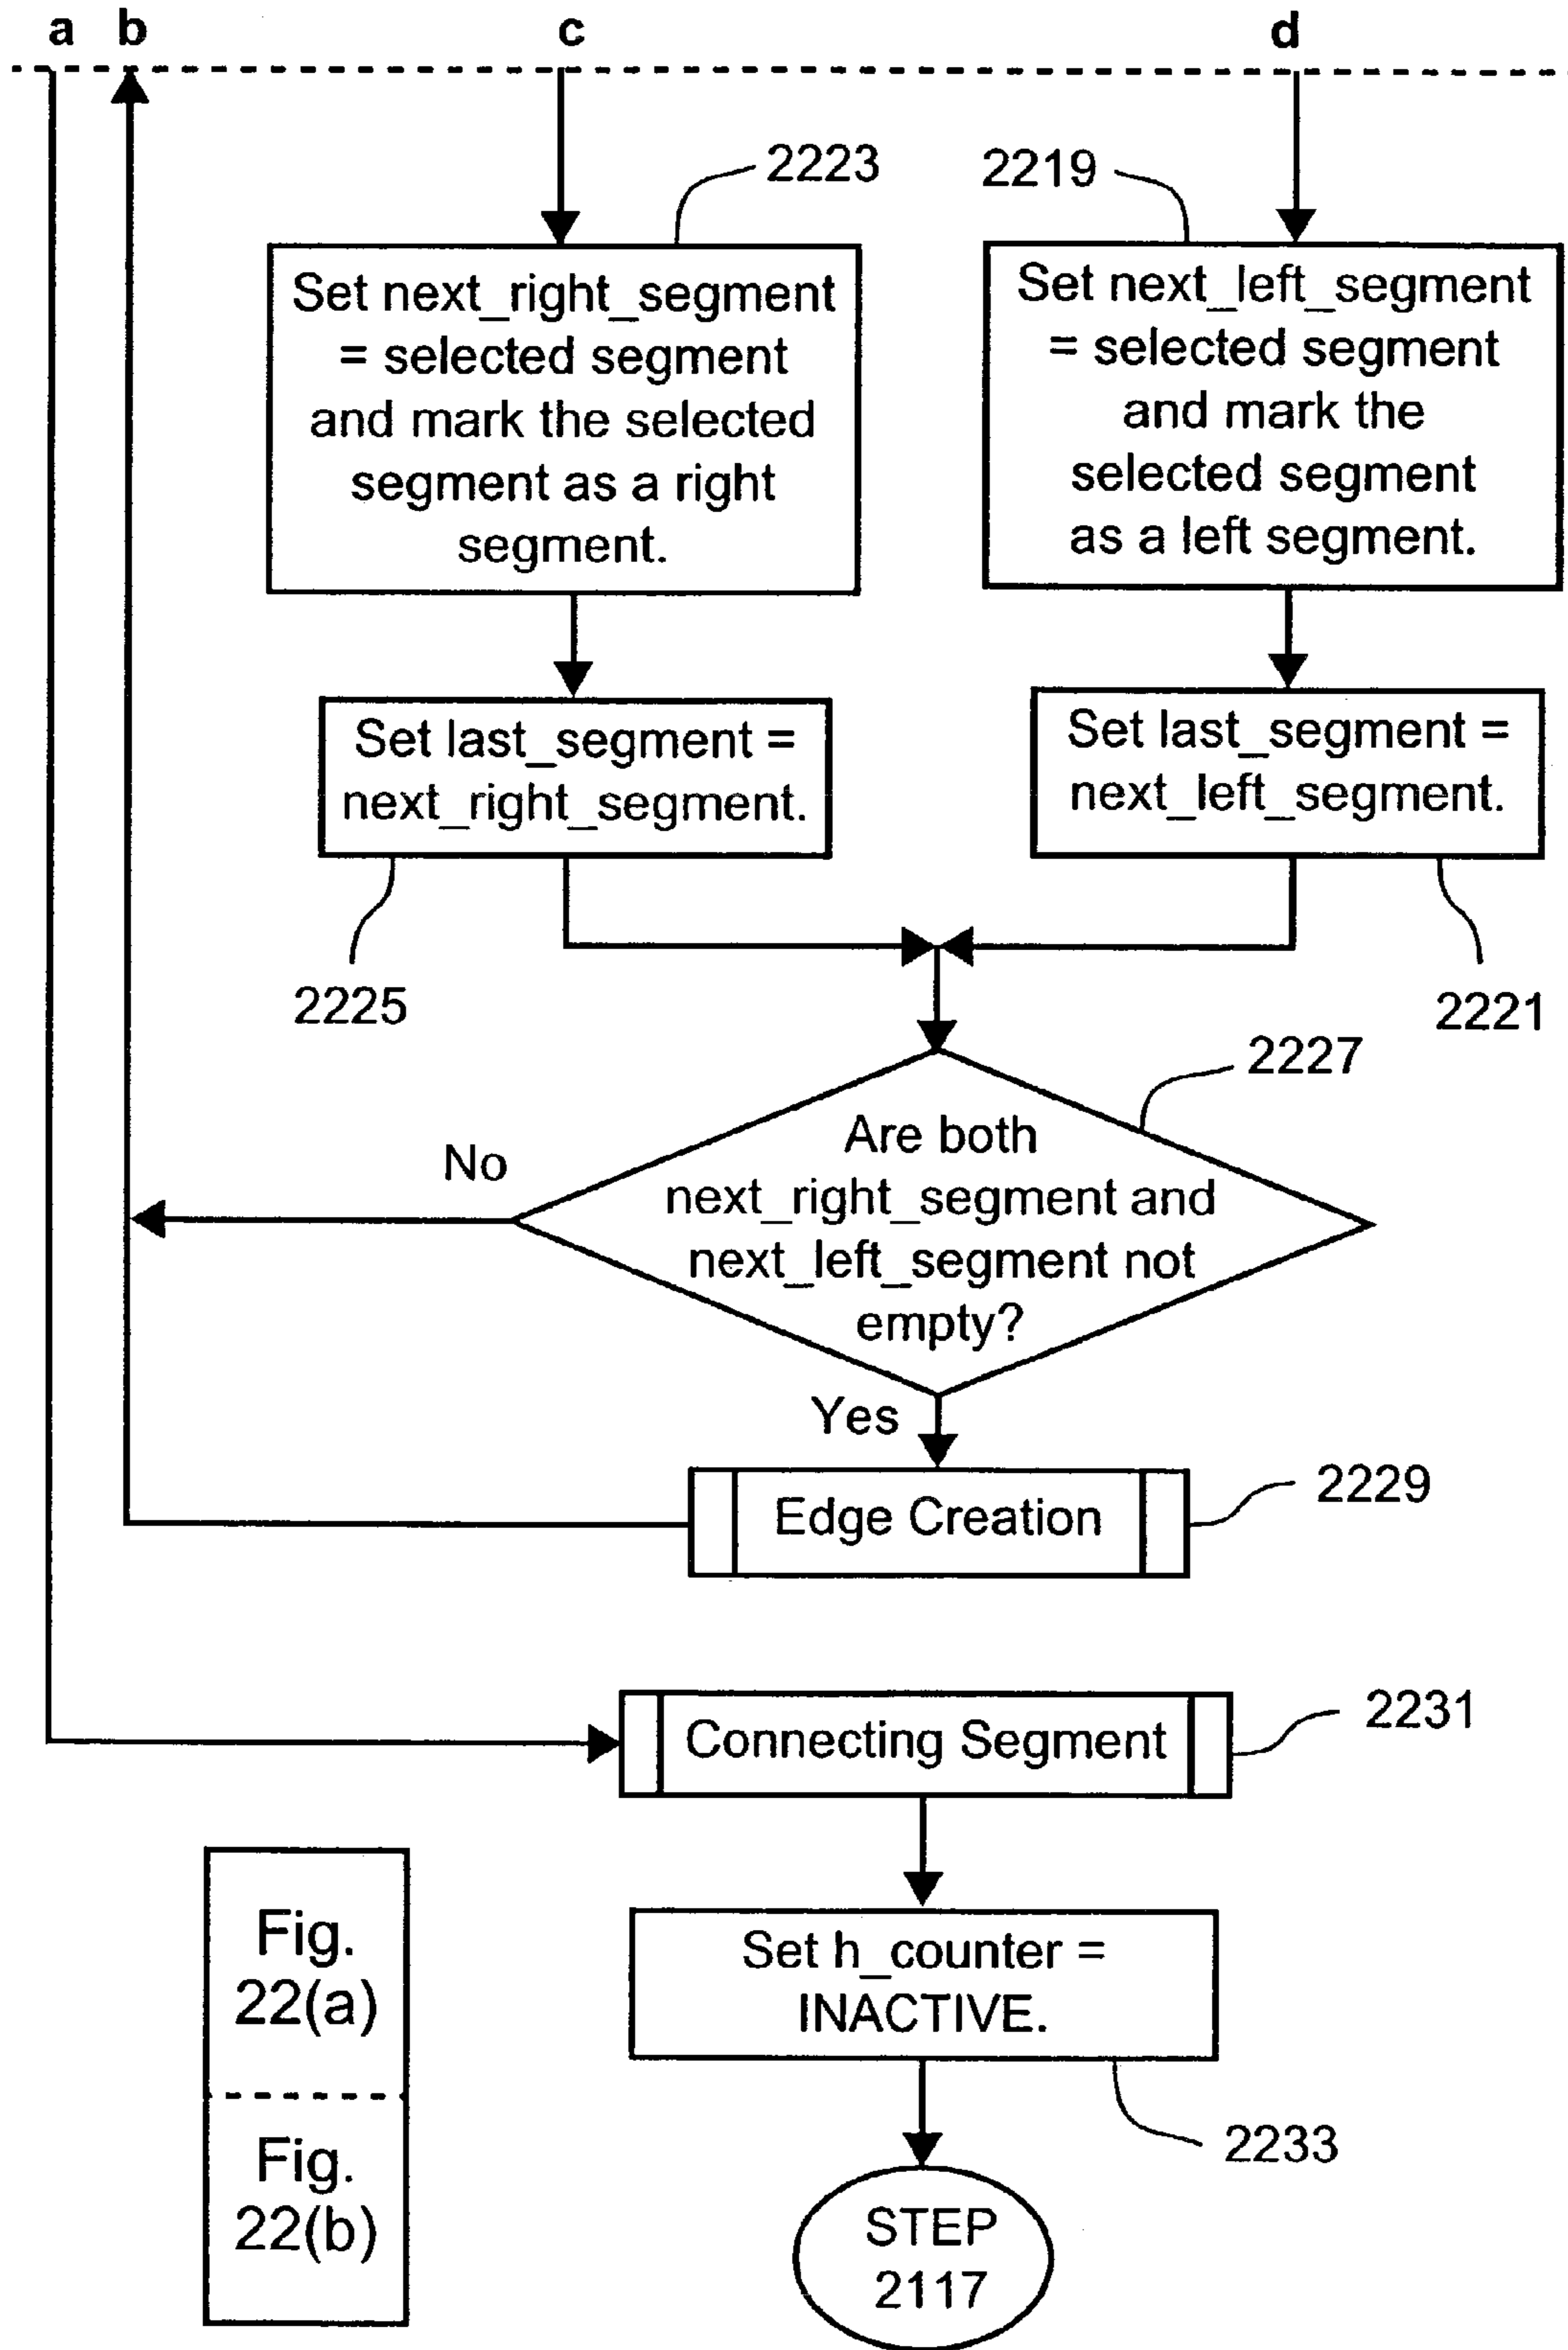 a b c d
2223
2219
Set next_right_segment
= selected segment
and mark the selected
segment as a right
segment.
Set next_left_segment
= selected segment
and mark the
selected segment
as a left segment.
Set last_segment =
next_right_segment.
Set last_segment =
next_left_segment.
2225
2221
2227
Are both
next_right_segment and
next_left_segment not
empty?
No
Yes
Edge Creation
2229
Connecting Segment
2231
Set h_counter =
INACTIVE.
2233
STEP
2117
Fig.
22(a)
Fig.
22(b)